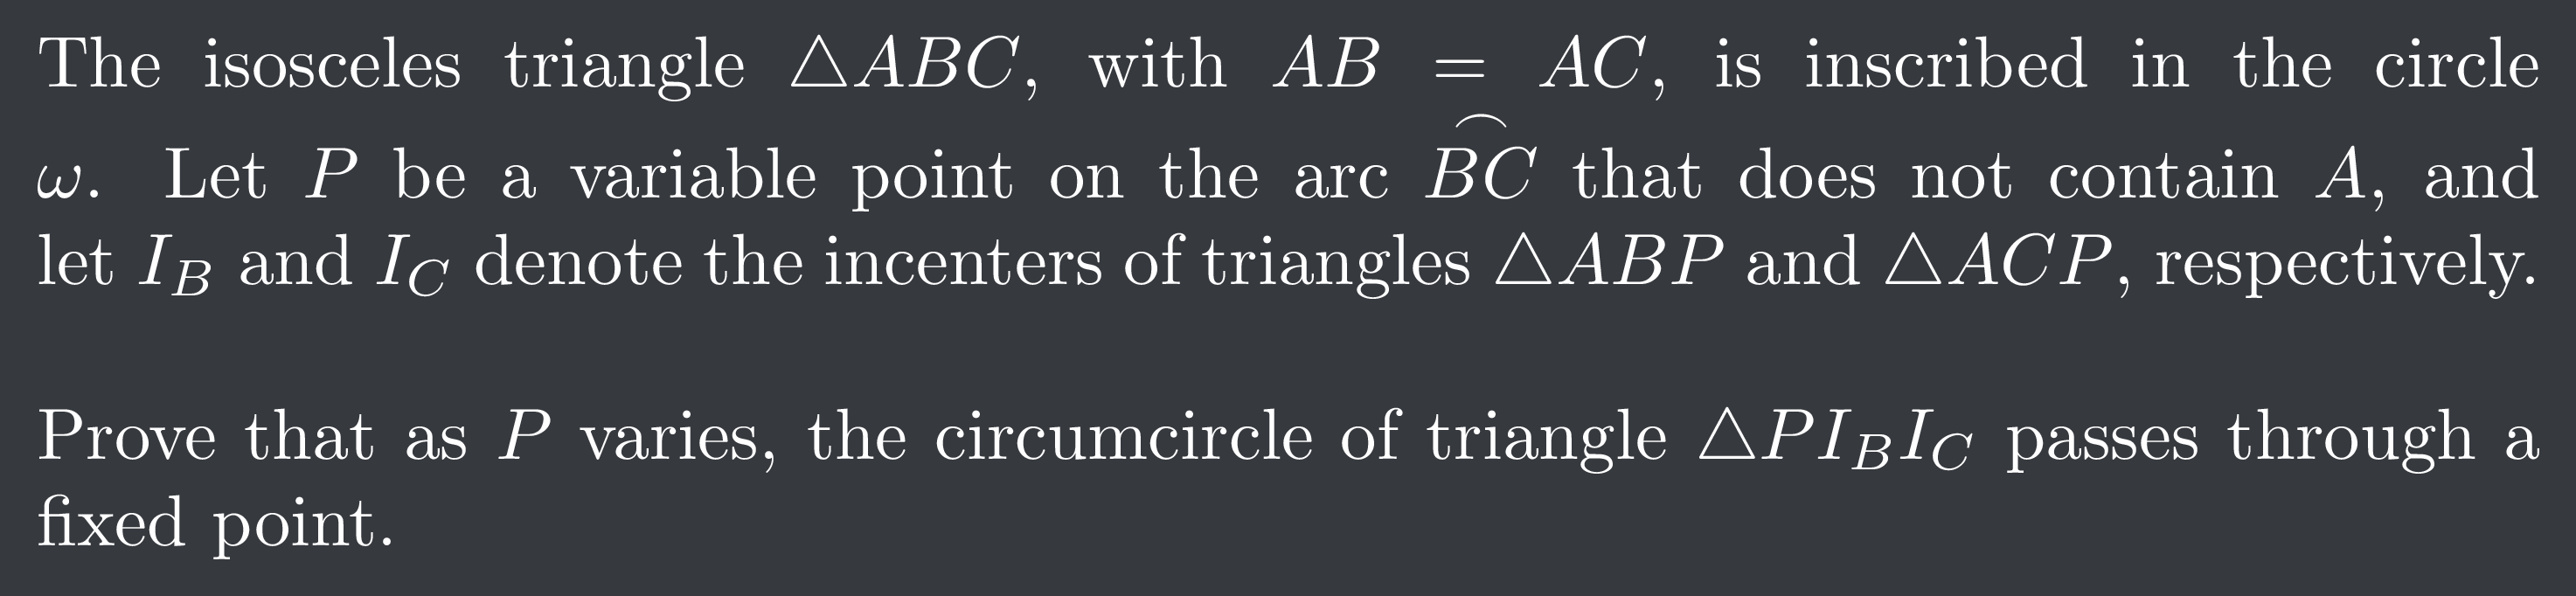 The isosceles triangle △ABC, with AB = AC, is inscribed in the circle
ω. Let P be a variable point on the arc $\overset{\frown}{BC}$ that does not contain A, and
let I_B and I_C denote the incenters of triangles △ABP and △ACP, respectively.
Prove that as P varies, the circumcircle of triangle △PI_BI_C passes through a
fixed point.